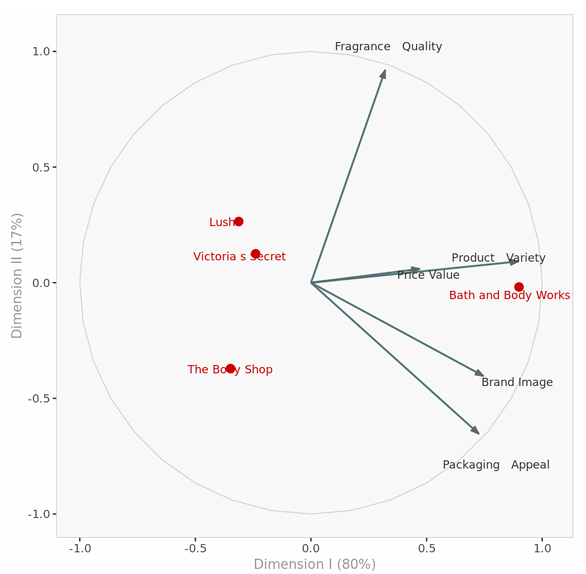 Fragrance Quality
1.0
0.5
Lush
Victoria s Secret
Product Variety
Price Value
0.0
Bath and Body Works
The Body Shop
Brand Image
-0.5
Packaging Appeal
-1.0
-1.0 -0.5 0.0 0.5 1.0
Dimension I (80%)
Dimension II (17%)